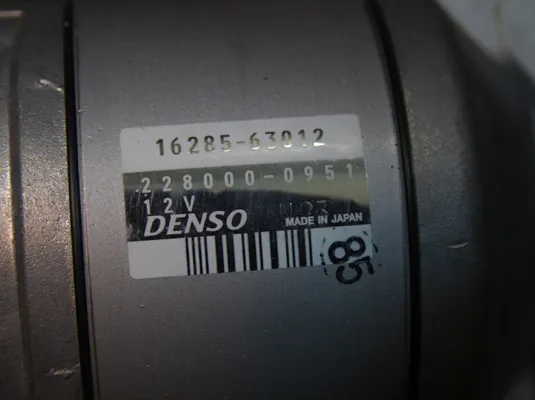 16285-63012
228000-0951
12V
DENSO MADE IN JAPAN
85